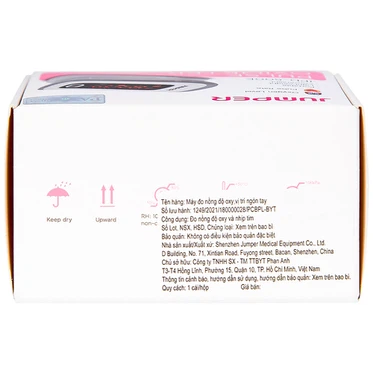 JUMPER
Keep dry
Upward
Tên hàng: Máy đo nồng độ oxy vị trí ngón tay
Số lưu hành: 1249/2021/180000028/PCBPL-BYT
Công dụng: Đo nồng độ oxy và nhịp tim
Số Lot, NSX, HSD, Chủng loại: Xem trên bao bì
Bảo quản: Không có điều kiện bảo quản đặc biệt
Nhà sản xuất/Xuất xứ: Shenzhen Jumper Medical Equipment Co., Ltd.
D Building, No. 71, Xintian Road, Fuyong street, Baoan, Shenzhen, China
Chủ sở hữu: Công ty TNHH SX - TM TTBYT Phan Anh
T3-T4 Hồng Lĩnh, Phường 15, Quận 10, TP. Hồ Chí Minh, Việt Nam
Thông tin cảnh báo, hướng dẫn sử dụng, hướng dẫn bảo quản: Xem trên bao bì.
Quy cách: 1 cái/hộp Giá bán: